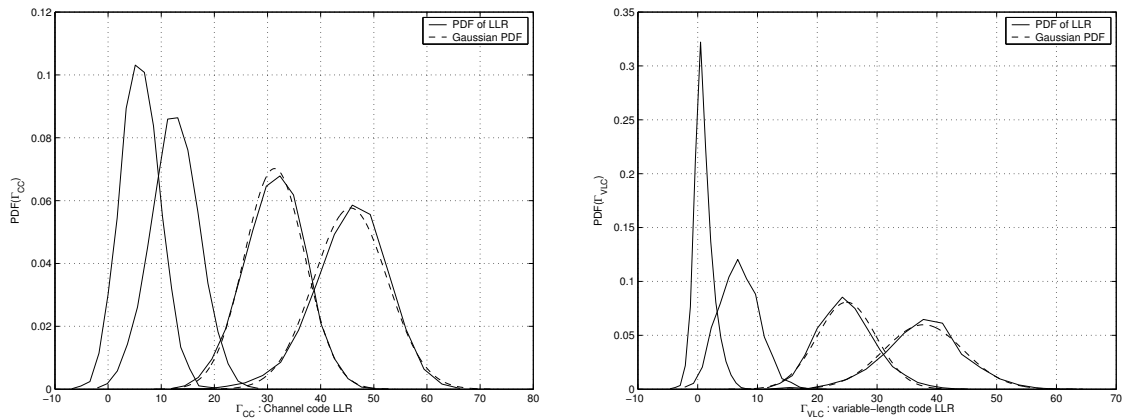 0.12
0.1
0.08
0.06
0.04
0.02
0
PDF(Γ_CC)
PDF of LLR
Gaussian PDF
−10 0 10 20 30 40 50 60 70 80
Γ_CC : Channel code LLR
0.35
0.3
0.25
0.2
0.15
0.1
0.05
0
PDF(Γ_VLC)
PDF of LLR
Gaussian PDF
−10 0 10 20 30 40 50 60 70
Γ_VLC : variable−length code LLR